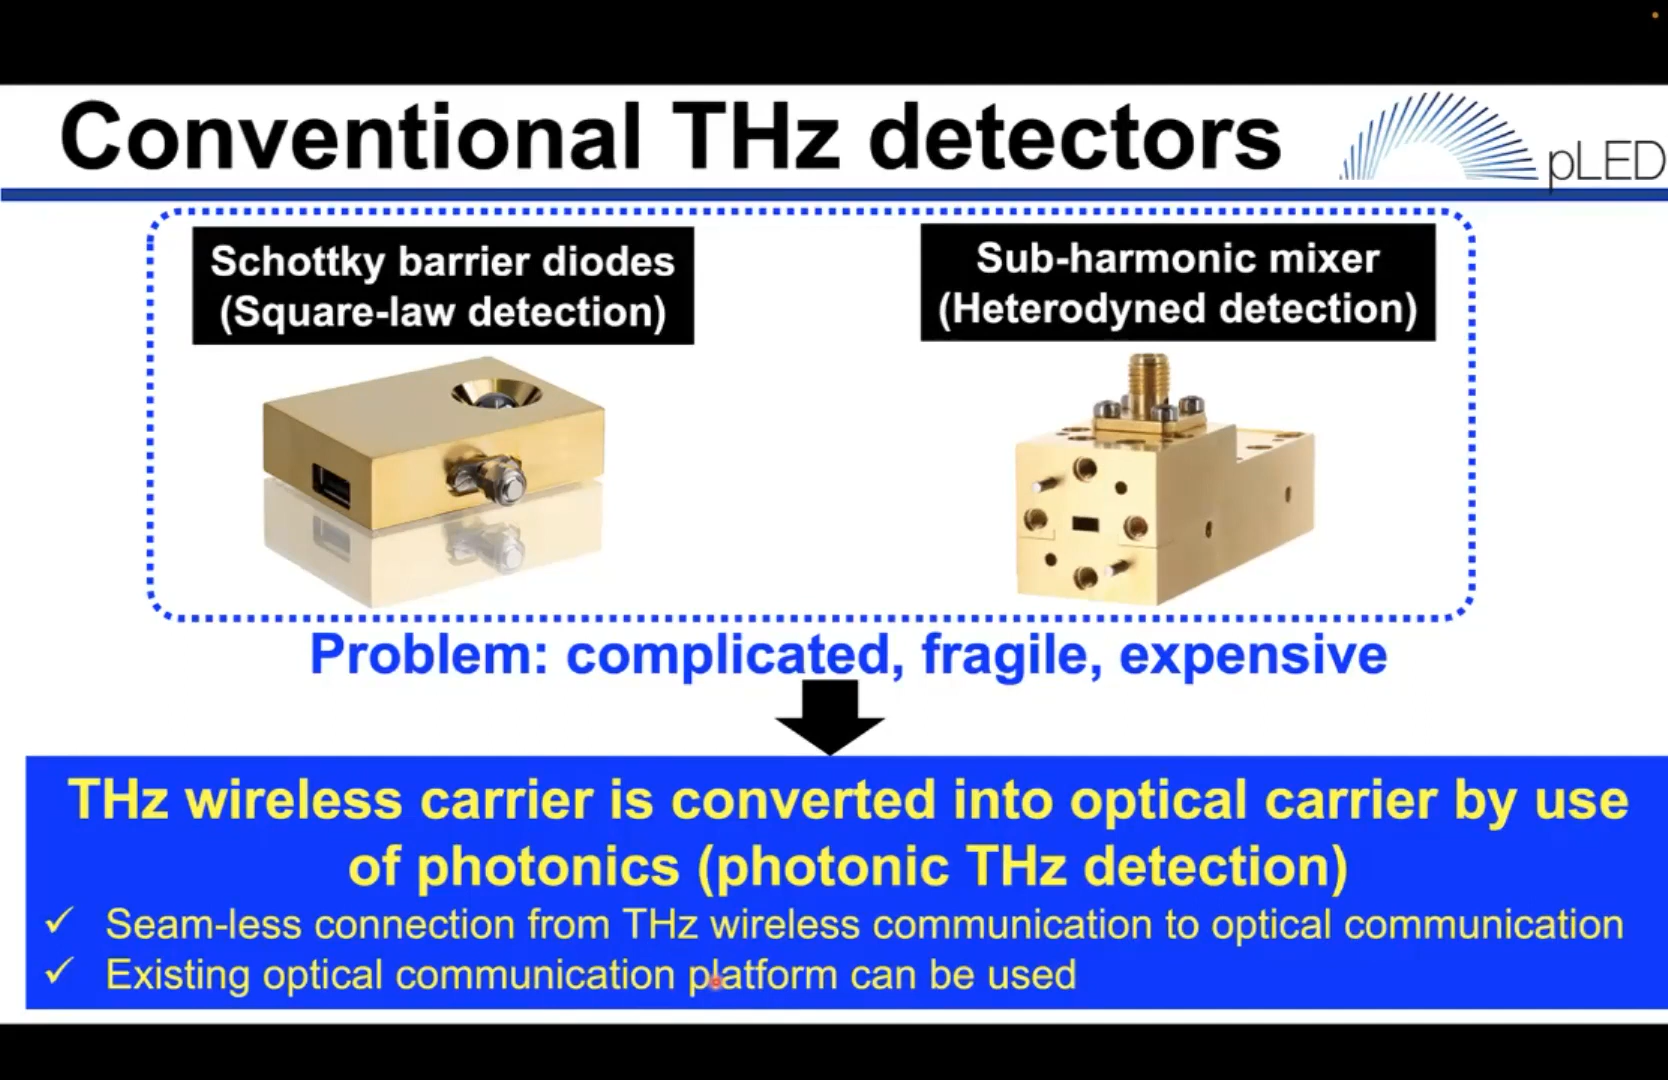 Conventional THz detectors
pLED
Schottky barrier diodes
(Square-law detection)
Sub-harmonic mixer
(Heterodyned detection)
Problem: complicated, fragile, expensive
THz wireless carrier is converted into optical carrier by use
of photonics (photonic THz detection)
✓ Seam-less connection from THz wireless communication to optical communication
✓ Existing optical communication platform can be used